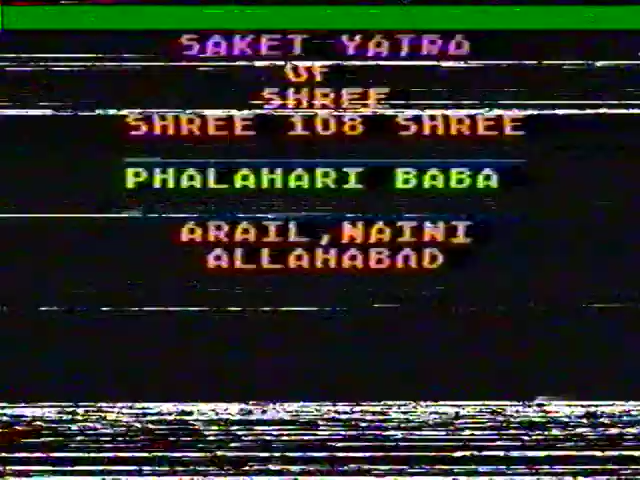 SAKET YATRA
OF
SHREE
SHREE 108 SHREE
PHALAHARI BABA
ARAIL,NAINI
ALLAHABAD